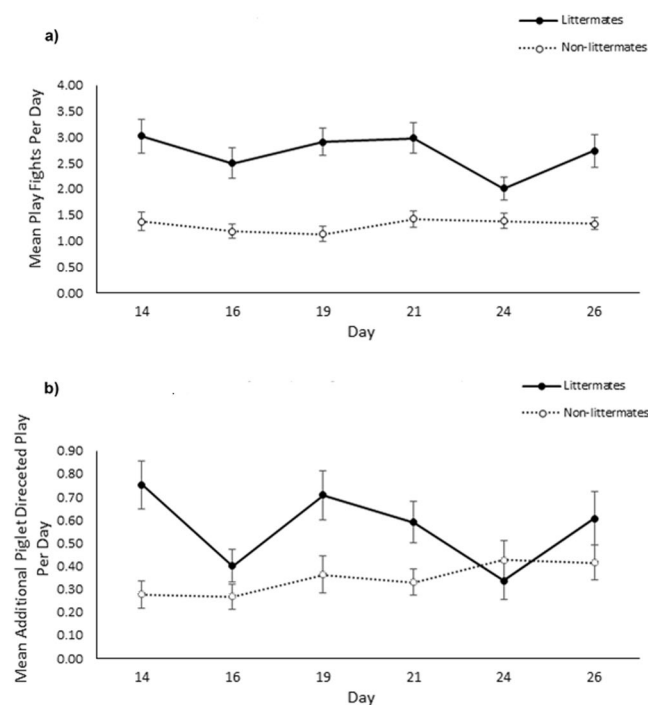 a)
Littermates
Non-littermates
Mean Play Fights Per Day
4.00
3.50
3.00
2.50
2.00
1.50
1.00
0.50
0.00
14 16 19 21 24 26
Day
b)
Littermates
Non-littermates
Mean Additional Piglet Direceted Play
Per Day
0.90
0.80
0.70
0.60
0.50
0.40
0.30
0.20
0.10
0.00
14 16 19 21 24 26
Day